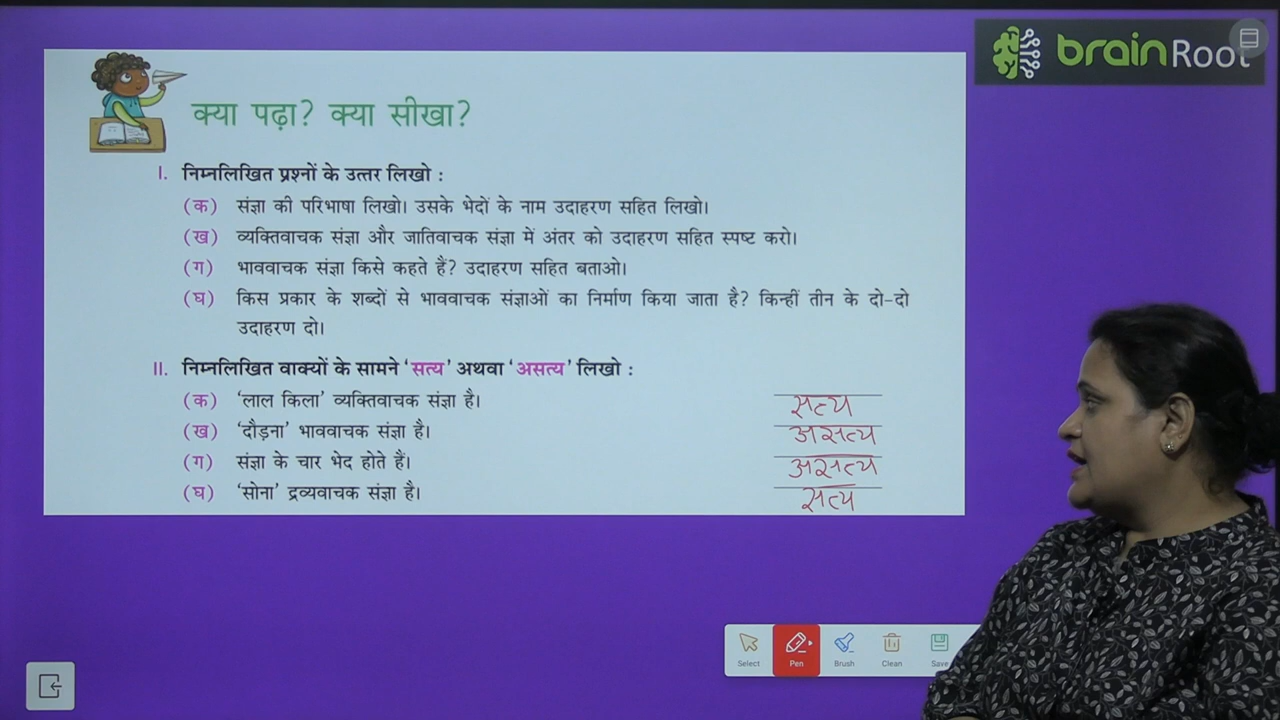 brainRoot
क्या पढ़ा? क्या सीखा?
I. निम्नलिखित प्रश्नों के उत्तर लिखो :
(क) संज्ञा की परिभाषा लिखो। उसके भेदों के नाम उदाहरण सहित लिखो।
(ख) व्यक्तिवाचक संज्ञा और जातिवाचक संज्ञा में अंतर को उदाहरण सहित स्पष्ट करो।
(ग) भाववाचक संज्ञा किसे कहते हैं? उदाहरण सहित बताओ।
(घ) किस प्रकार के शब्दों से भाववाचक संज्ञाओं का निर्माण किया जाता है? किन्हीं तीन के दो-दो
उदाहरण दो।
II. निम्नलिखित वाक्यों के सामने ‘सत्य’ अथवा ‘असत्य’ लिखो :
(क) ‘लाल किला’ व्यक्तिवाचक संज्ञा है। सत्य
(ख) ‘दौड़ना’ भाववाचक संज्ञा है। असत्य
(ग) संज्ञा के चार भेद होते हैं। असत्य
(घ) ‘सोना’ द्रव्यवाचक संज्ञा है। सत्य
Select Pen Brush Clean Save